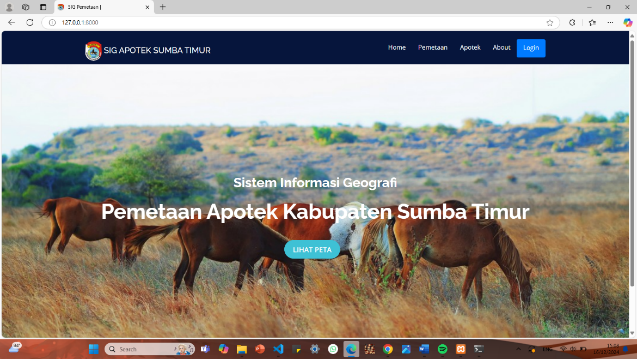 SIG Pemetaan |
127.0.0.1:8000
SIG APOTEK SUMBA TIMUR
Home Pemetaan Apotek About Login
Sistem Informasi Geografi
Pemetaan Apotek Kabupaten Sumba Timur
LIHAT PETA
Search